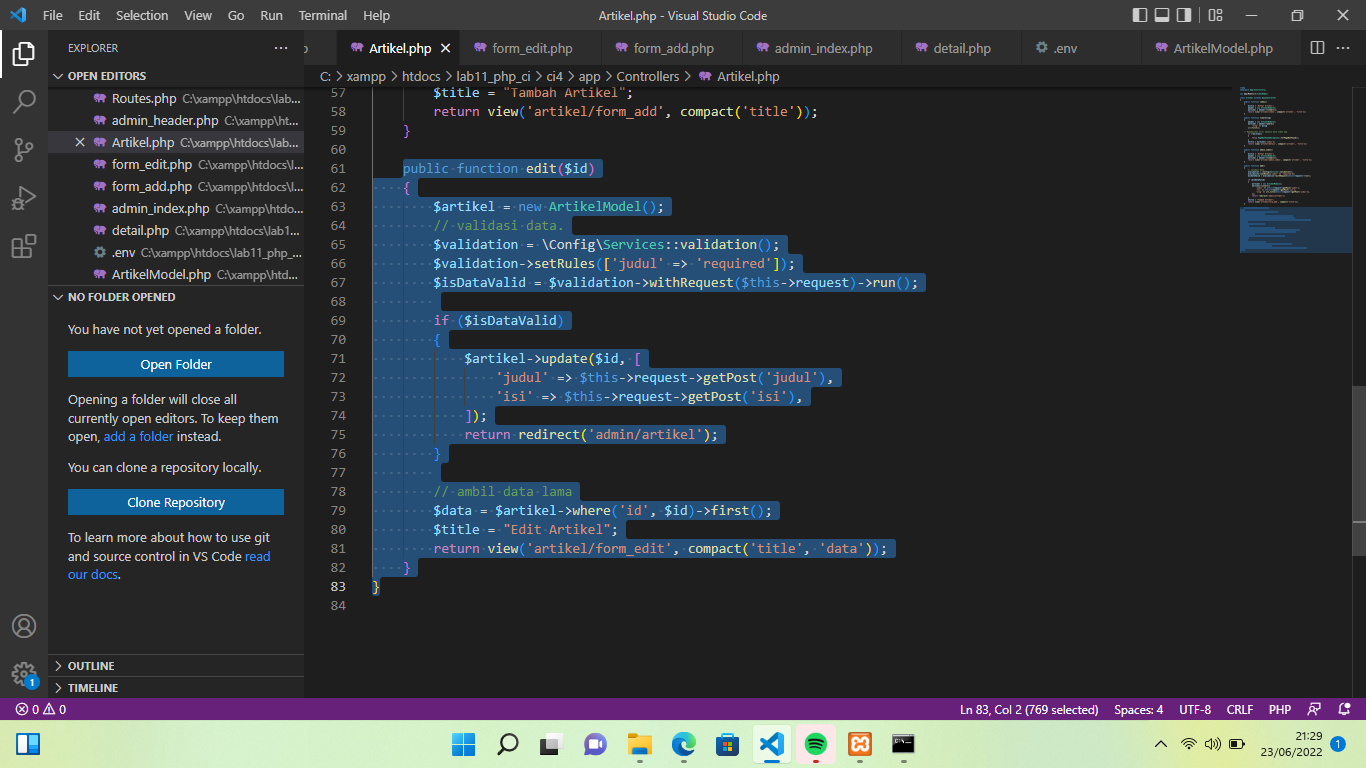 File Edit Selection View Go Run Terminal Help Artikel.php - Visual Studio Code
EXPLORER ...
OPEN EDITORS
Routes.php C:\xampp\htdocs\lab...
admin_header.php C:\xampp\ht...
Artikel.php C:\xampp\htdocs\lab...
form_edit.php C:\xampp\htdocs\l...
form_add.php C:\xampp\htdocs\l...
admin_index.php C:\xampp\htdo...
detail.php C:\xampp\htdocs\lab1...
.env C:\xampp\htdocs\lab11_php_...
ArtikelModel.php C:\xampp\htd...
NO FOLDER OPENED
You have not yet opened a folder.
Open Folder
Opening a folder will close all
currently open editors. To keep them
open, add a folder instead.
You can clone a repository locally.
Clone Repository
To learn more about how to use git
and source control in VS Code read
our docs.
OUTLINE
TIMELINE
Artikel.php form_edit.php form_add.php admin_index.php detail.php .env ArtikelModel.php ...
C: > xampp > htdocs > lab11_php_ci > ci4 > app > Controllers > Artikel.php
57 $title = "Tambah Artikel";
58 return view('artikel/form_add', compact('title'));
59 }
60
61 public function edit($id)
62 {
63 $artikel = new ArtikelModel();
64 // validasi data.
65 $validation = \Config\Services::validation();
66 $validation->setRules(['judul' => 'required']);
67 $isDataValid = $validation->withRequest($this->request)->run();
68
69 if ($isDataValid)
70 {
71 $artikel->update($id, [
72 'judul' => $this->request->getPost('judul'),
73 'isi' => $this->request->getPost('isi'),
74 ]);
75 return redirect('admin/artikel');
76 }
77
78 // ambil data lama
79 $data = $artikel->where('id', $id)->first();
80 $title = "Edit Artikel";
81 return view('artikel/form_edit', compact('title', 'data'));
82 }
83 }
84
1
0 0 Ln 83, Col 2 (769 selected) Spaces: 4 UTF-8 CRLF PHP
21:29
23/06/2022 1